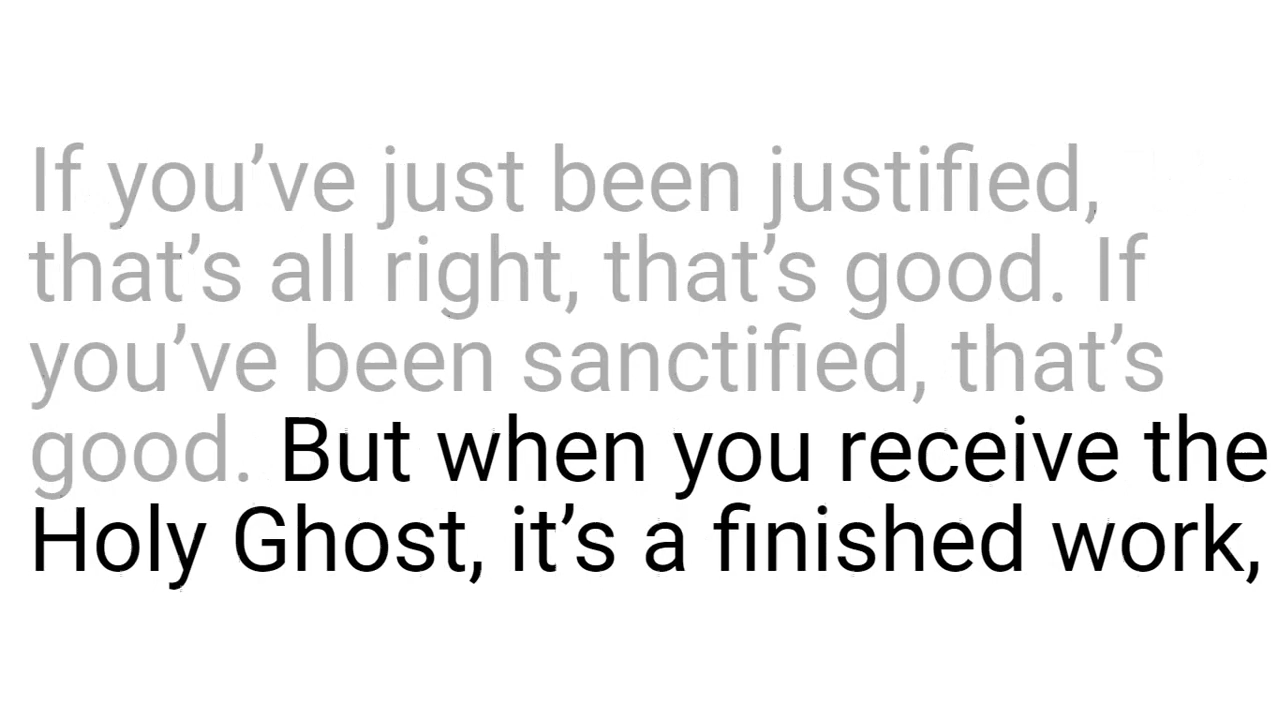 If you’ve just been justified,
that’s all right, that’s good. If
you’ve been sanctified, that’s
good. But when you receive the
Holy Ghost, it’s a finished work,